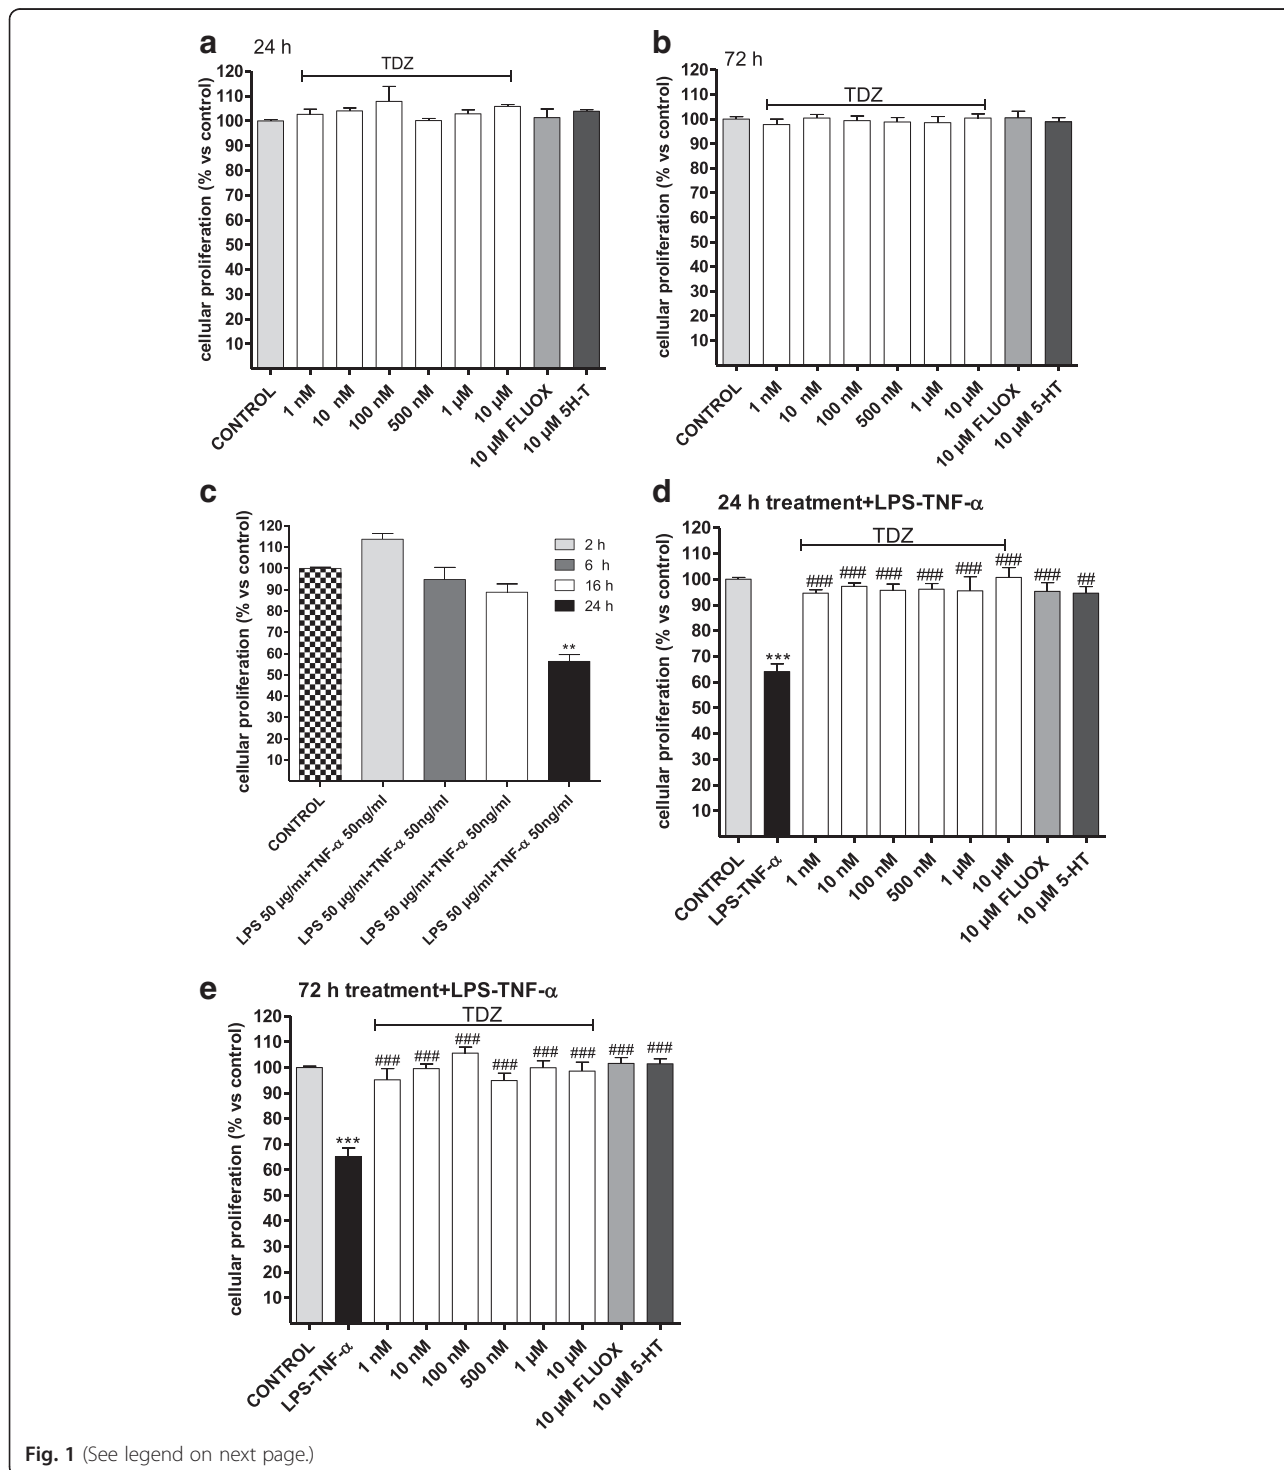 a
24 h
TDZ
cellular proliferation (% vs control)
120
110
100
90
80
70
60
50
40
30
20
10
CONTROL
1 nM
10 nM
100 nM
500 nM
1 µM
10 µM
10 µM FLUOX
10 µM 5H-T
b
72 h
TDZ
cellular proliferation (% vs control)
120
110
100
90
80
70
60
50
40
30
20
10
CONTROL
1 nM
10 nM
100 nM
500 nM
1 µM
10 µM
10 µM FLUOX
10 µM 5-HT
c
cellular proliferation (% vs control)
120
110
100
90
80
70
60
50
40
30
20
10
2 h
6 h
16 h
24 h
**
CONTROL
LPS 50 µg/ml+TNF-α 50ng/ml
LPS 50 µg/ml+TNF-α 50ng/ml
LPS 50 µg/ml+TNF-α 50ng/ml
LPS 50 µg/ml+TNF-α 50ng/ml
d
24 h treatment+LPS-TNF-α
TDZ
cellular proliferation (% vs control)
120
110
100
90
80
70
60
50
40
30
20
10
***
###
###
###
###
###
###
###
##
CONTROL
LPS-TNF-α
1 nM
10 nM
100 nM
500 nM
1 µM
10 µM
10 µM FLUOX
10 µM 5-HT
e
72 h treatment+LPS-TNF-α
TDZ
cellular proliferation (% vs control)
120
110
100
90
80
70
60
50
40
30
20
10
***
###
###
###
###
###
###
###
###
CONTROL
LPS-TNF-α
1 nM
10 nM
100 nM
500 nM
1 µM
10 µM
10 µM FLUOX
10 µM 5-HT
Fig. 1 (See legend on next page.)